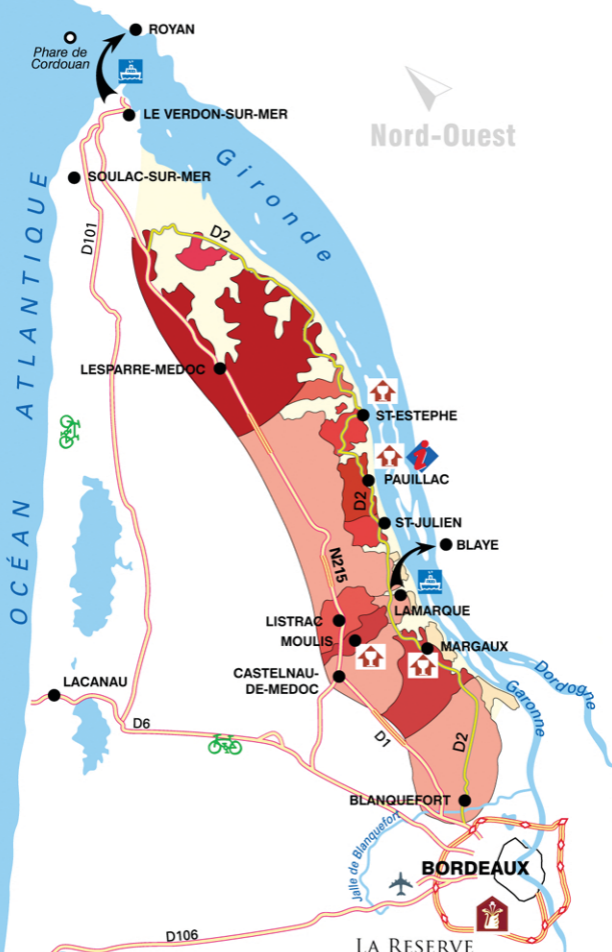 ROYAN
Phare de
Cordouan
LE VERDON-SUR-MER
Nord-Ouest
SOULAC-SUR-MER
Gironde
D101
D2
OCÉAN ATLANTIQUE
LESPARRE-MEDOC
ST-ESTEPHE
i
PAUILLAC
D2
ST-JULIEN
BLAYE
N215
LAMARQUE
LISTRAC
MOULIS
MARGAUX
CASTELNAU-
DE-MEDOC
Dordogne
Garonne
LACANAU
D6
D1
D2
BLANQUEFORT
Jalle de Blanquefort
BORDEAUX
D106
LA RESERVE